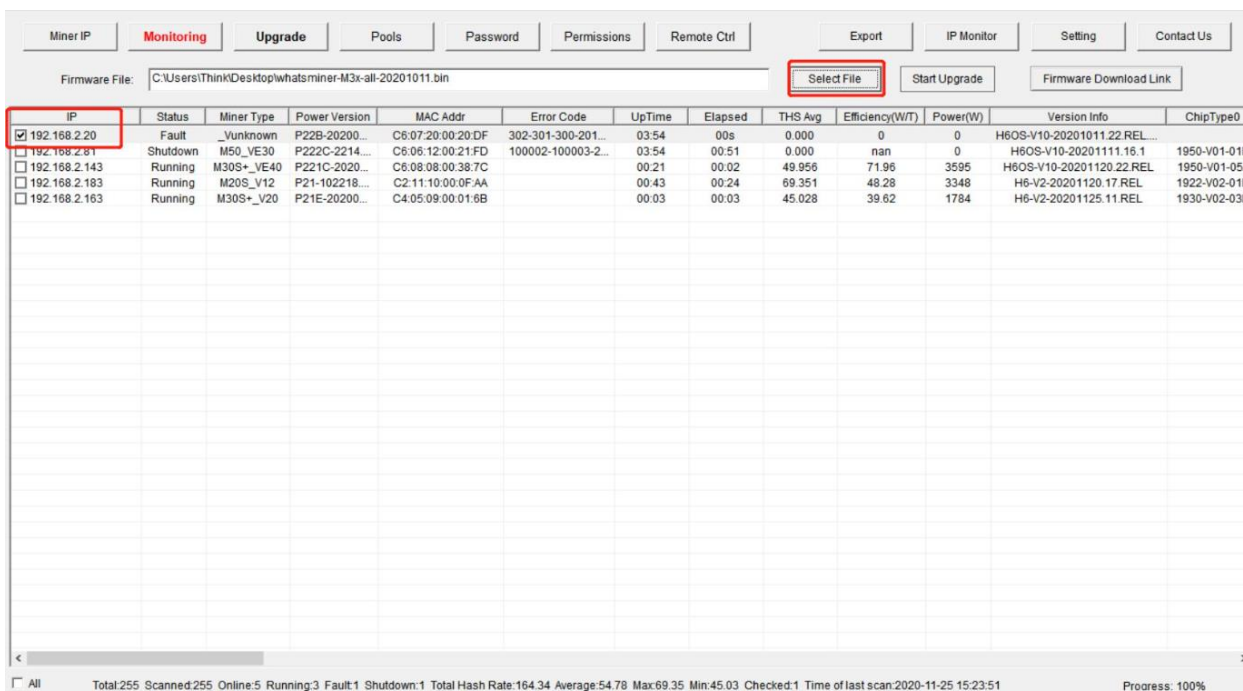 Miner IP Monitoring Upgrade Pools Password Permissions Remote Ctrl Export IP Monitor Setting Contact Us
Firmware File: C:\Users\Think\Desktop\whatsminer-M3x-all-20201011.bin Select File Start Upgrade Firmware Download Link
IP Status Miner Type Power Version MAC Addr Error Code UpTime Elapsed THS Avg Efficiency(W/T) Power(W) Version Info ChipType0
192.168.2.20 Fault _Vunknown P22B-20200... C6:07:20:00:20:DF 302-301-300-201... 03:54 00s 0.000 0 0 H6OS-V10-20201011.22.REL....
192.168.2.81 Shutdown M50_VE30 P222C-2214.... C6:06:12:00:21:FD 100002-100003-2... 03:54 00:51 0.000 nan 0 H6OS-V10-20201111.16.1 1950-V01-01
192.168.2.143 Running M30S+_VE40 P221C-2020... C6:08:08:00:38:7C 00:21 00:02 49.956 71.96 3595 H6OS-V10-20201120.22.REL 1950-V01-05
192.168.2.183 Running M20S_V12 P21-102218.... C2:11:10:00:0F:AA 00:43 00:24 69.351 48.28 3348 H6-V2-20201120.17.REL 1922-V02-01
192.168.2.163 Running M30S+_V20 P21E-20200... C4:05:09:00:01:6B 00:03 00:03 45.028 39.62 1784 H6-V2-20201125.11.REL 1930-V02-03
All Total:255 Scanned:255 Online:5 Running:3 Fault:1 Shutdown:1 Total Hash Rate:164.34 Average:54.78 Max:69.35 Min:45.03 Checked:1 Time of last scan:2020-11-25 15:23:51 Progress: 100%